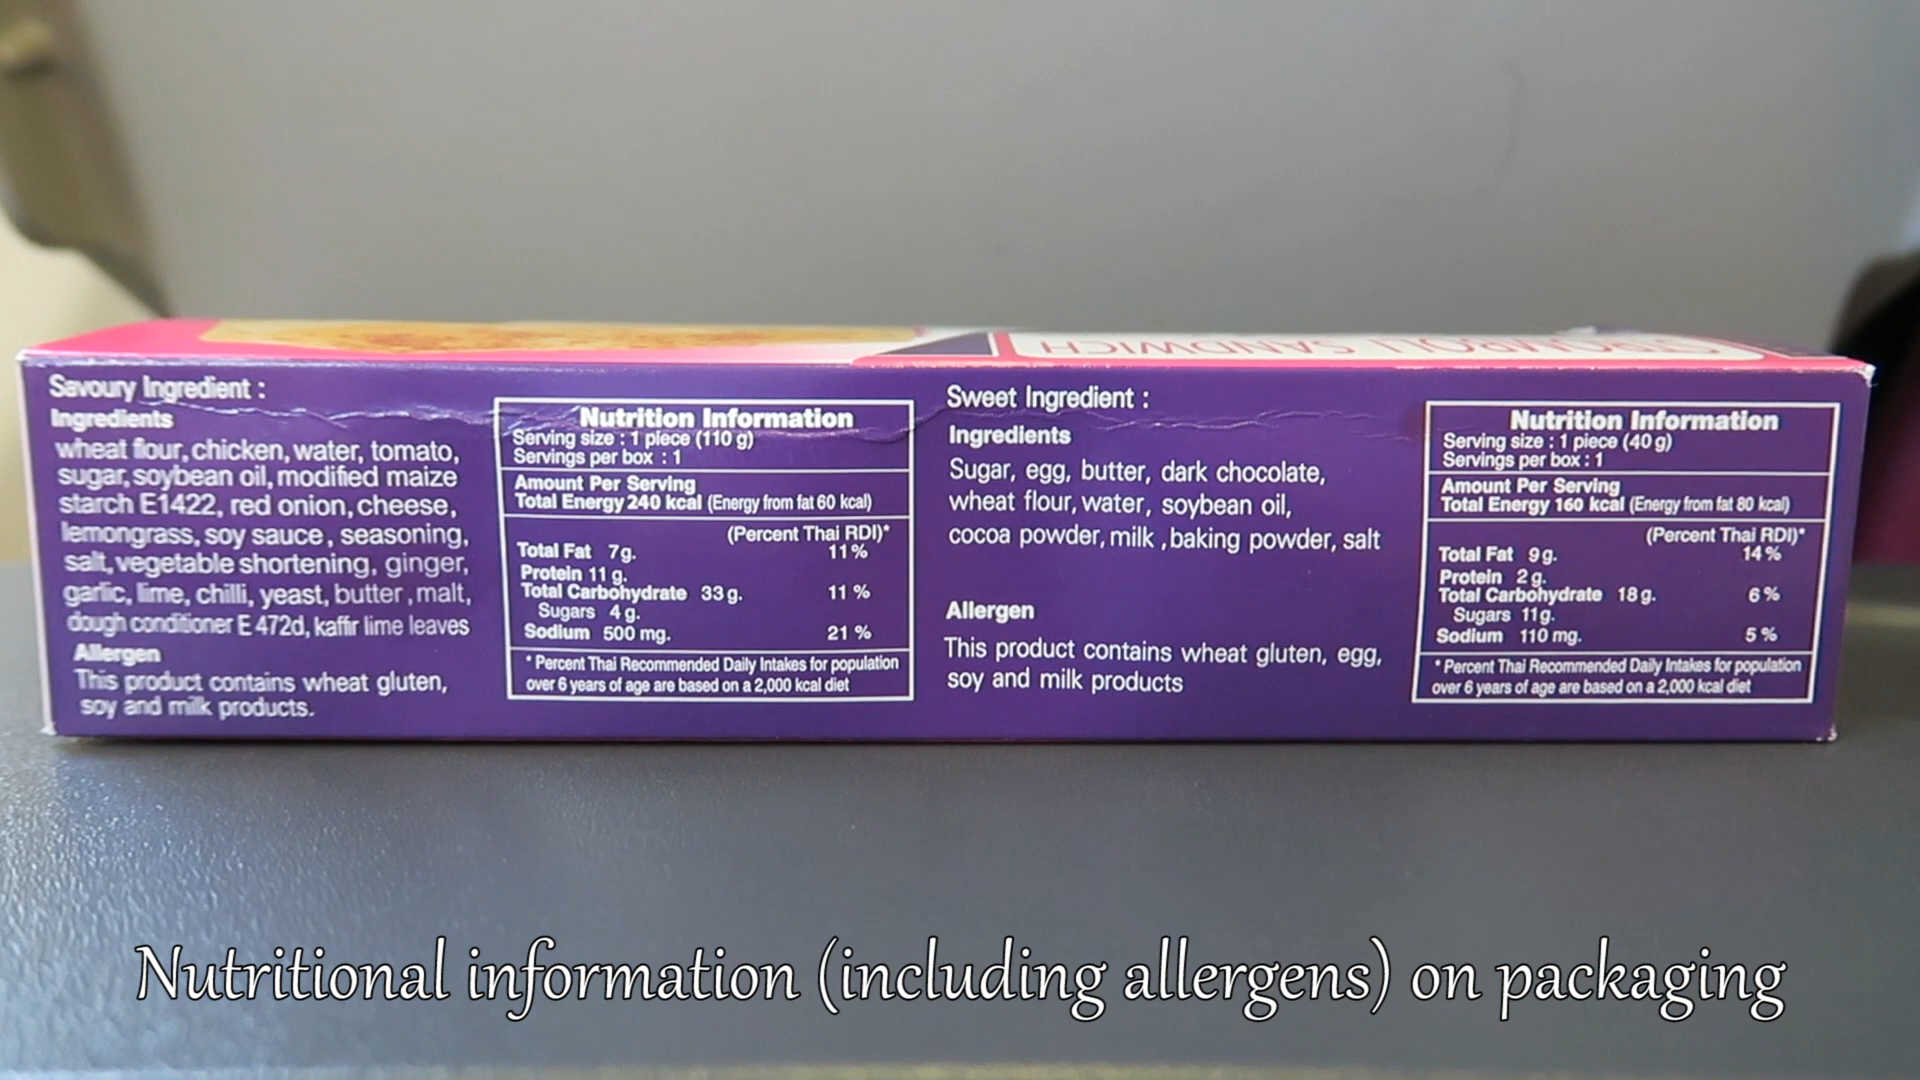 STROMBOLI SANDWICH
Savoury Ingredient :
Ingredients
wheat flour, chicken, water, tomato,
sugar, soybean oil, modified maize
starch E1422, red onion, cheese,
lemongrass, soy sauce, seasoning,
salt, vegetable shortening, ginger,
garlic, lime, chilli, yeast, butter, malt,
dough conditioner E 472d, kaffir lime leaves
Allergen
This product contains wheat gluten,
soy and milk products.
Nutrition Information
Serving size : 1 piece (110 g)
Servings per box : 1
Amount Per Serving
Total Energy 240 kcal (Energy from fat 60 kcal)
(Percent Thai RDI)*
Total Fat 7 g. 11%
Protein 11 g.
Total Carbohydrate 33 g. 11 %
Sugars 4 g.
Sodium 500 mg. 21 %
* Percent Thai Recommended Daily Intakes for population
over 6 years of age are based on a 2,000 kcal diet
Sweet Ingredient :
Ingredients
Sugar, egg, butter, dark chocolate,
wheat flour, water, soybean oil,
cocoa powder, milk ,baking powder, salt
Allergen
This product contains wheat gluten, egg,
soy and milk products
Nutrition Information
Serving size : 1 piece (40 g)
Servings per box : 1
Amount Per Serving
Total Energy 160 kcal (Energy from fat 80 kcal)
(Percent Thai RDI)*
Total Fat 9 g. 14 %
Protein 2 g.
Total Carbohydrate 18 g. 6 %
Sugars 11 g.
Sodium 110 mg. 5 %
* Percent Thai Recommended Daily Intakes for population
over 6 years of age are based on a 2,000 kcal diet
Nutritional information (including allergens) on packaging